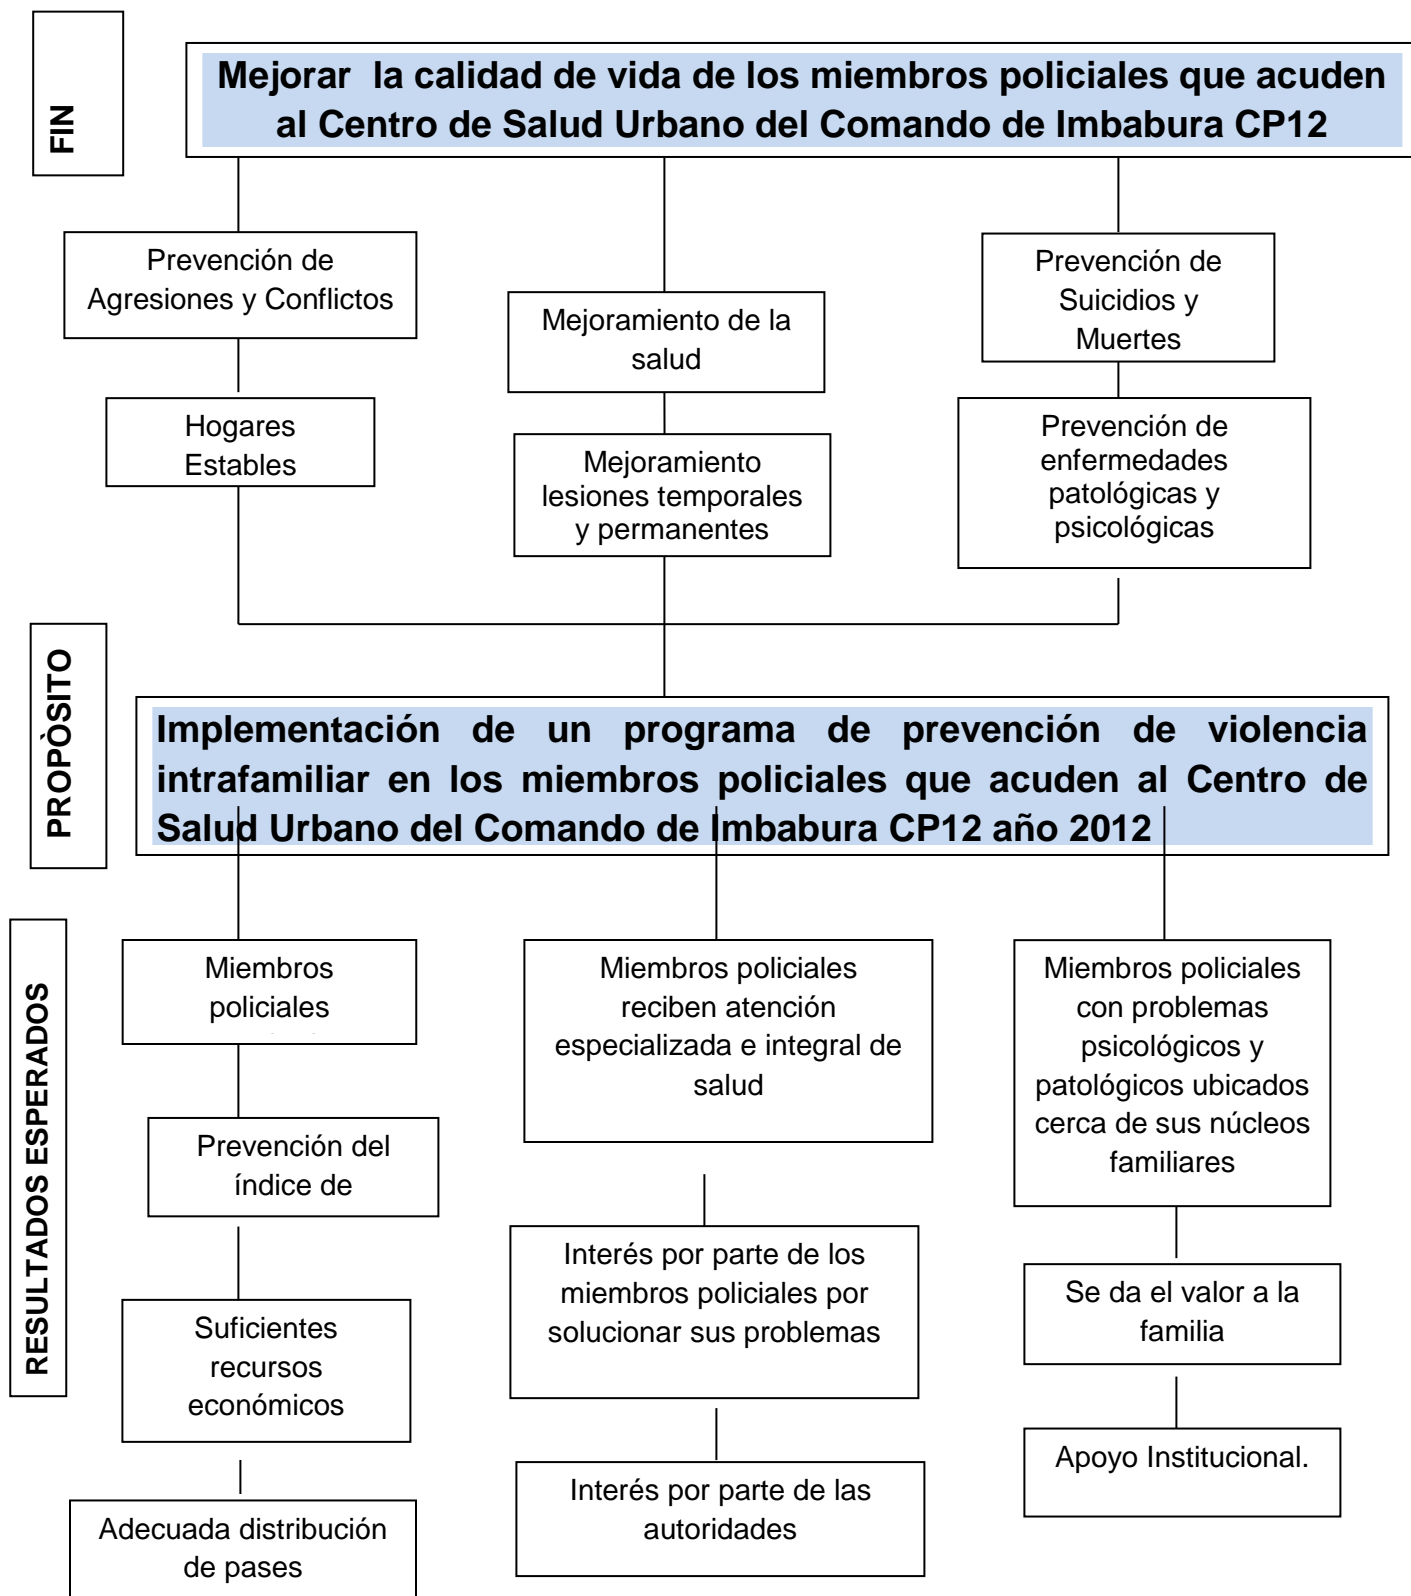 FIN
Mejorar la calidad de vida de los miembros policiales que acuden
al Centro de Salud Urbano del Comando de Imbabura CP12
Prevención de
Agresiones y Conflictos
Mejoramiento de la
salud
Prevención de
Suicidios y
Muertes
Hogares
Estables
Mejoramiento
lesiones temporales
y permanentes
Prevención de
enfermedades
patológicas y
psicológicas
PROPÒSITO
Implementación de un programa de prevención de violencia
intrafamiliar en los miembros policiales que acuden al Centro de
Salud Urbano del Comando de Imbabura CP12 año 2012
RESULTADOS ESPERADOS
Miembros
policiales
Miembros policiales
reciben atención
especializada e integral de
salud
Miembros policiales
con problemas
psicológicos y
patológicos ubicados
cerca de sus núcleos
familiares
Prevención del
índice de
Interés por parte de los
miembros policiales por
solucionar sus problemas
Se da el valor a la
familia
Suficientes
recursos
económicos
Apoyo Institucional.
Interés por parte de las
autoridades
Adecuada distribución
de pases